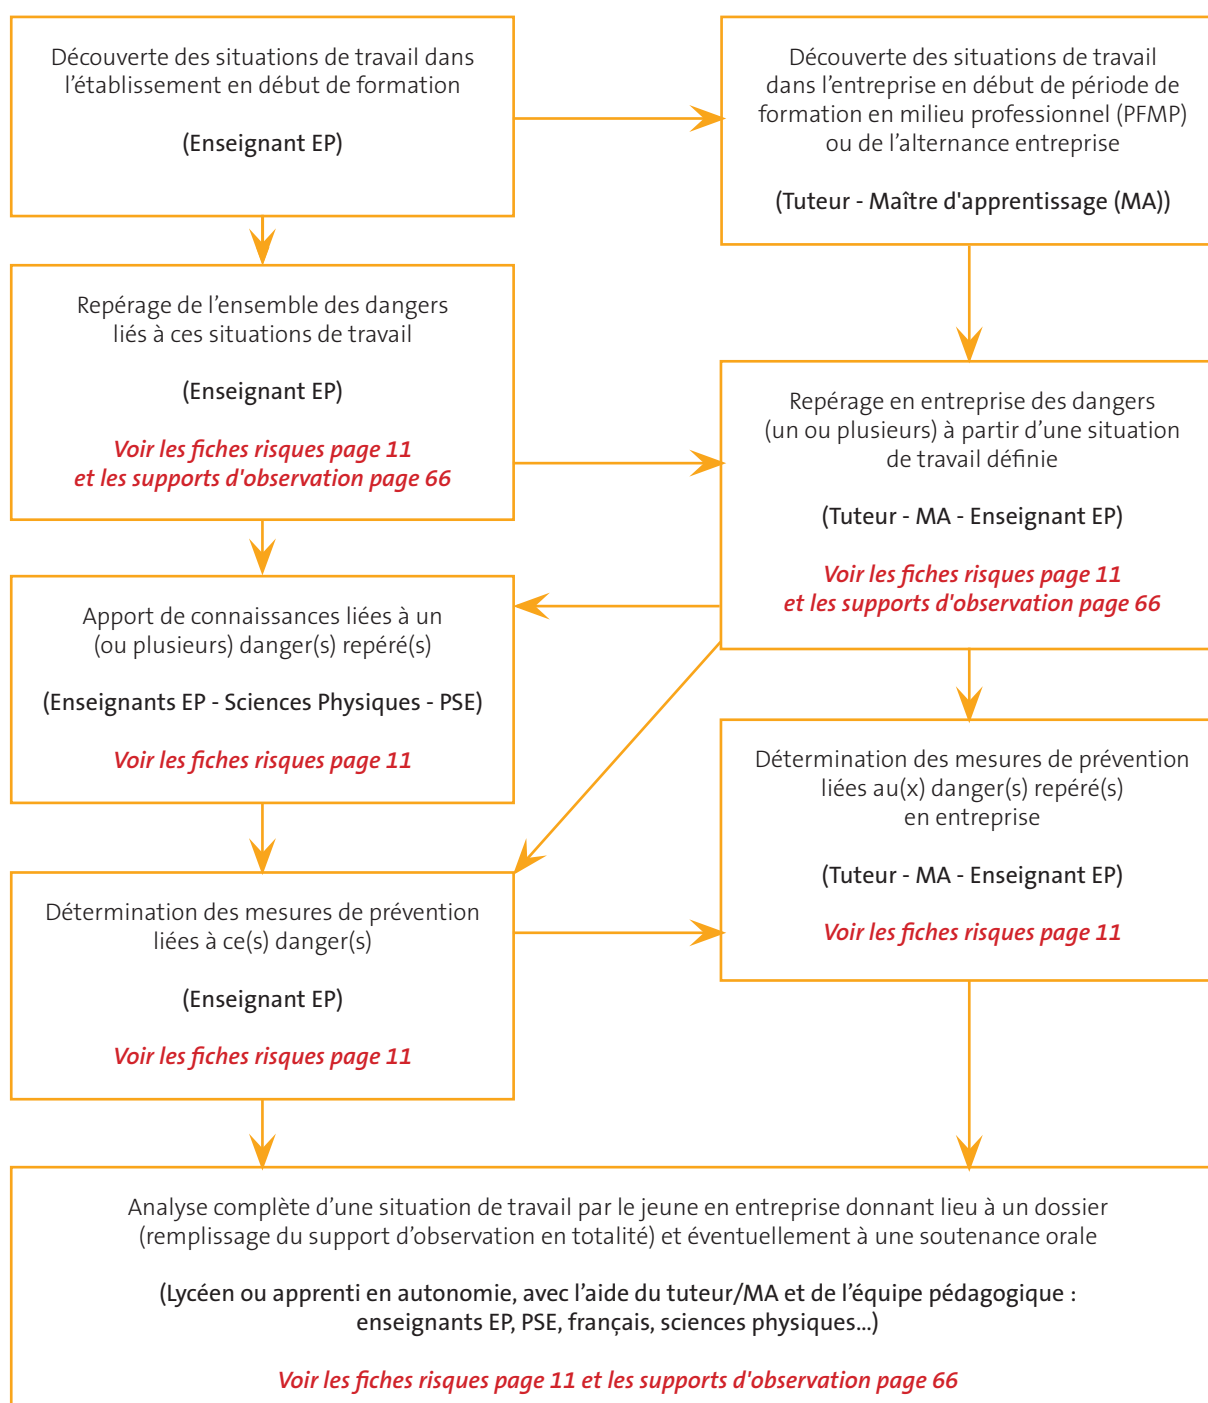 Découverte des situations de travail dans
l'établissement en début de formation
(Enseignant EP)
Découverte des situations de travail
dans l'entreprise en début de période de
formation en milieu professionnel (PFMP)
ou de l'alternance entreprise
(Tuteur - Maître d'apprentissage (MA))
Repérage de l'ensemble des dangers
liés à ces situations de travail
(Enseignant EP)
Voir les fiches risques page 11
et les supports d'observation page 66
Repérage en entreprise des dangers
(un ou plusieurs) à partir d'une situation
de travail définie
(Tuteur - MA - Enseignant EP)
Voir les fiches risques page 11
et les supports d'observation page 66
Apport de connaissances liées à un
(ou plusieurs) danger(s) repéré(s)
(Enseignants EP - Sciences Physiques - PSE)
Voir les fiches risques page 11
Détermination des mesures de prévention
liées au(x) danger(s) repéré(s)
en entreprise
(Tuteur - MA - Enseignant EP)
Voir les fiches risques page 11
Détermination des mesures de prévention
liées à ce(s) danger(s)
(Enseignant EP)
Voir les fiches risques page 11
Analyse complète d'une situation de travail par le jeune en entreprise donnant lieu à un dossier
(remplissage du support d'observation en totalité) et éventuellement à une soutenance orale
(Lycéen ou apprenti en autonomie, avec l'aide du tuteur/MA et de l'équipe pédagogique :
enseignants EP, PSE, français, sciences physiques...)
Voir les fiches risques page 11 et les supports d'observation page 66